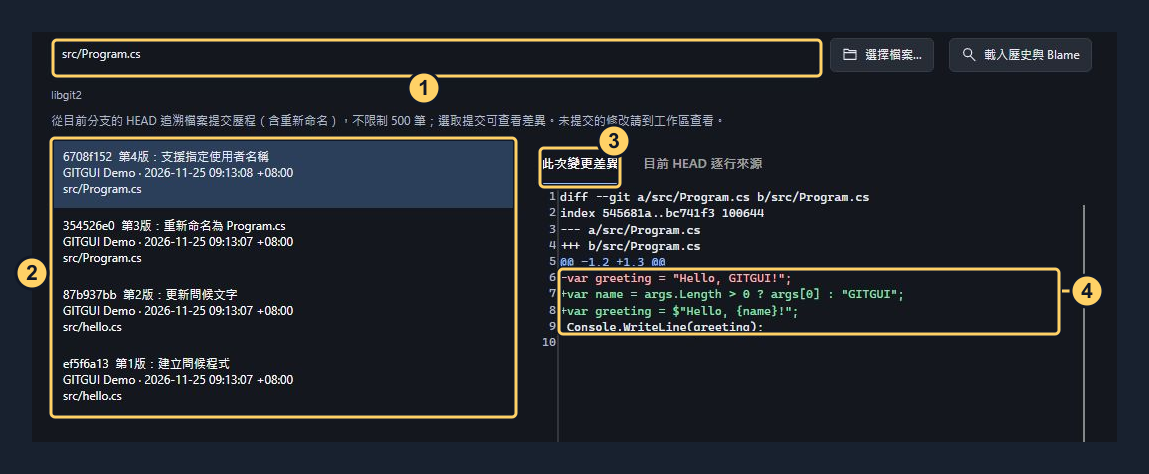 src/Program.cs
選擇檔案...
載入歷史與 Blame
1
libgit2
從目前分支的 HEAD 追溯檔案提交歷程（含重新命名），不限制 500 筆；選取提交可查看差異。未提交的修改請到工作區查看。
2
6708f152 第4版：支援指定使用者名稱
GITGUI Demo · 2026-11-25 09:13:08 +08:00
src/Program.cs
354526e0 第3版：重新命名為 Program.cs
GITGUI Demo · 2026-11-25 09:13:07 +08:00
src/Program.cs
87b937bb 第2版：更新問候文字
GITGUI Demo · 2026-11-25 09:13:07 +08:00
src/hello.cs
ef5f6a13 第1版：建立問候程式
GITGUI Demo · 2026-11-25 09:13:07 +08:00
src/hello.cs
3
此次變更差異
目前 HEAD 逐行來源
1 diff --git a/src/Program.cs b/src/Program.cs
2 index 545681a..bc741f3 100644
3 --- a/src/Program.cs
4 +++ b/src/Program.cs
5 @@ -1,2 +1,3 @@
6 -var greeting = "Hello, GITGUI!";
7 +var name = args.Length > 0 ? args[0] : "GITGUI";
8 +var greeting = $"Hello, {name}!";
9  Console.WriteLine(greeting);
10
4